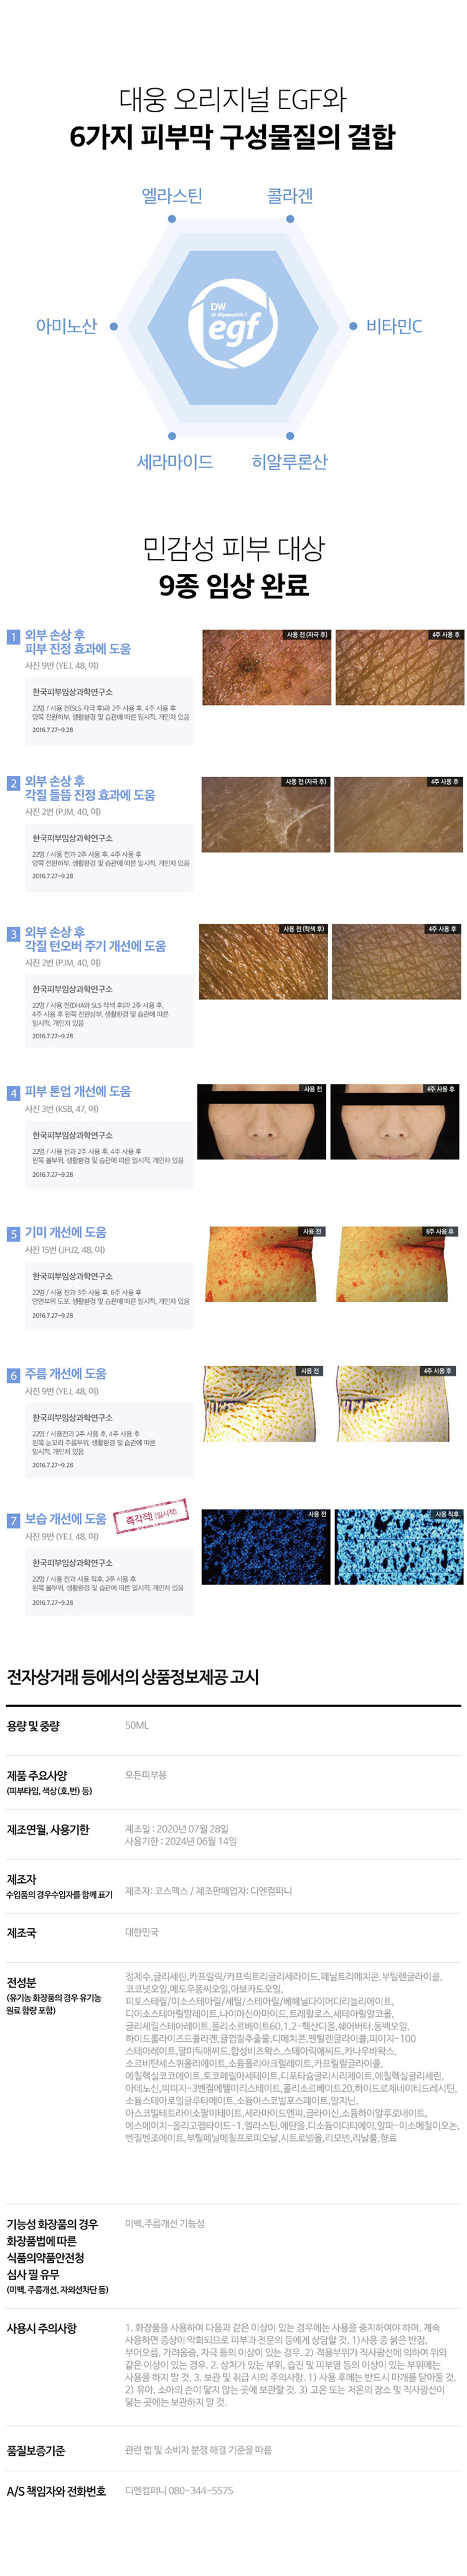 대웅 오리지널 EGF와
6가지 피부막 구성물질의 결합
엘라스틴
콜라겐
DW
sh-oligopeptide-1
egf
아미노산
비타민C
세라마이드
히알루론산
민감성 피부 대상
9종 임상 완료
1 외부 손상 후
피부 진정 효과에 도움
사진 9번 (YEJ, 48, 여)
한국피부임상과학연구소
22명 / 사용 전(SLS 자극 후)과 2주 사용 후, 4주 사용 후
양쪽 전완하부, 생활환경 및 습관에 따른 일시적, 개인차 있음
2016.7.27~9.28
사용 전 (자극 후)
4주 사용 후
2 외부 손상 후
각질 들뜸 진정 효과에 도움
사진 2번 (PJM, 40, 여)
한국피부임상과학연구소
22명 / 사용 전과 2주 사용 후, 4주 사용 후
양쪽 전완하부, 생활환경 및 습관에 따른 일시적, 개인차 있음
2016.7.27~9.28
사용 전 (자극 후)
4주 사용 후
3 외부 손상 후
각질 턴오버 주기 개선에 도움
사진 2번 (PJM, 40, 여)
한국피부임상과학연구소
22명 / 사용 전(DHA와 SLS 착색 후)과 2주 사용 후,
4주 사용 후 왼쪽 전완상부, 생활환경 및 습관에 따른
일시적, 개인차 있음
2016.7.27~9.28
사용 전 (착색 후)
4주 사용 후
4 피부 톤업 개선에 도움
사진 3번 (KSB, 47, 여)
한국피부임상과학연구소
22명 / 사용 전과 2주 사용 후, 4주 사용 후
왼쪽 볼부위, 생활환경 및 습관에 따른 일시적, 개인차 있음
2016.7.27~9.28
사용 전
4주 사용 후
5 기미 개선에 도움
사진 15번 (JHJ2, 48, 여)
한국피부임상과학연구소
22명 / 사용 전과 3주 사용 후, 6주 사용 후
안면부위 도포, 생활환경 및 습관에 따른 일시적, 개인차 있음
2016.7.27~9.28
사용 전
6주 사용 후
6 주름 개선에 도움
사진 9번 (YEJ, 48, 여)
한국피부임상과학연구소
22명 / 사용전과 2주 사용 후, 4주 사용 후
왼쪽 눈꼬리 주름부위, 생활환경 및 습관에 따른
일시적, 개인차 있음
2016.7.27~9.28
사용 전
4주 사용 후
7 보습 개선에 도움
즉각적! (일시적)
사진 9번 (YEJ, 48, 여)
한국피부임상과학연구소
22명 / 사용 전과 사용 직후, 2주 사용 후
왼쪽 볼부위, 생활환경 및 습관에 따른 일시적, 개인차 있음
2016.7.27~9.28
사용 전
사용 직후
전자상거래 등에서의 상품정보제공 고시
용량 및 중량
50ML
제품 주요사양
(피부타입, 색상(호,번) 등)
모든피부용
제조연월, 사용기한
제조일 : 2020년 07월 28일
사용기한 : 2024년 06월 14일
제조자
수입품의 경우수입자를 함께 표기
제조자: 코스맥스 / 제조판매업자: 디엔컴퍼니
제조국
대한민국
전성분
(유기농 화장품의 경우 유기농
원료 함량 포함)
정제수,글리세린,카프릴릭/카프릭트리글리세라이드,페닐트리메치콘,부틸렌글라이콜,
코코넛오일,메도우폼씨오일,아보카도오일,
피토스테릴/이소스테아릴/세틸/스테아릴/베헤닐다이머디리놀리에이트,
디이소스테아릴말레이트,나이아신아마이드,트레할로스,세테아릴알코올,
글리세릴스테아레이트,폴리소르베이트60,1,2-헥산디올,쉐어버터,동백오일,
하이드롤라이즈드콜라겐,귤껍질추출물,디메치콘,펜틸렌글라이콜,피이지-100
스테아레이트,팔미틱애씨드,합성비즈왁스,스테아릭애씨드,카나우바왁스,
소르비탄세스퀴올리에이트,소듐폴리아크릴레이트,카프릴릴글라이콜,
에칠헥실코코에이트,토코페릴아세테이트,디포타슘글리시리제이트,에칠헥실글리세린,
아데노신,피피지-3벤질에텔미리스테이트,폴리소르베이트20,하이드로제네이티드레시틴,
소듐스테아로일글루타메이트,소듐아스코빌포스페이트,알지닌,
아스코빌테트라이소팔미테이트,세라마이드엔피,글라이신,소듐하이알루로네이트,
에스에이치-올리고펩타이드-1,엘라스틴,에탄올,디소듐이디티에이,알파-이소메칠이오논,
벤질벤조에이트,부틸페닐메칠프로피오날,시트로넬올,리모넨,리날룰,향료
기능성 화장품의 경우
화장품법에 따른
식품의약품안전청
심사 필 유무
(미백, 주름개선, 자외선차단 등)
미백,주름개선 기능성
사용시 주의사항
1. 화장품을 사용하여 다음과 같은 이상이 있는 경우에는 사용을 중지하여야 하며, 계속
사용하면 증상이 악화되므로 피부과 전문의 등에게 상담할 것. 1)사용 중 붉은 반점,
부어오름, 가려움증, 자극 등의 이상이 있는 경우. 2) 적용부위가 직사광선에 의하여 위와
같은 이상이 있는 경우. 2. 상처가 있는 부위, 습진 및 피부염 등의 이상이 있는 부위에는
사용을 하지 말 것. 3. 보관 및 취급 시의 주의사항. 1) 사용 후에는 반드시 마개를 닫아둘 것.
2) 유아, 소아의 손이 닿지 않는 곳에 보관할 것. 3) 고온 또는 저온의 장소 및 직사광선이
닿는 곳에는 보관하지 말 것.
품질보증기준
관련 법 및 소비자 분쟁 해결 기준을 따름
A/S 책임자와 전화번호
디엔컴퍼니 080-344-5575